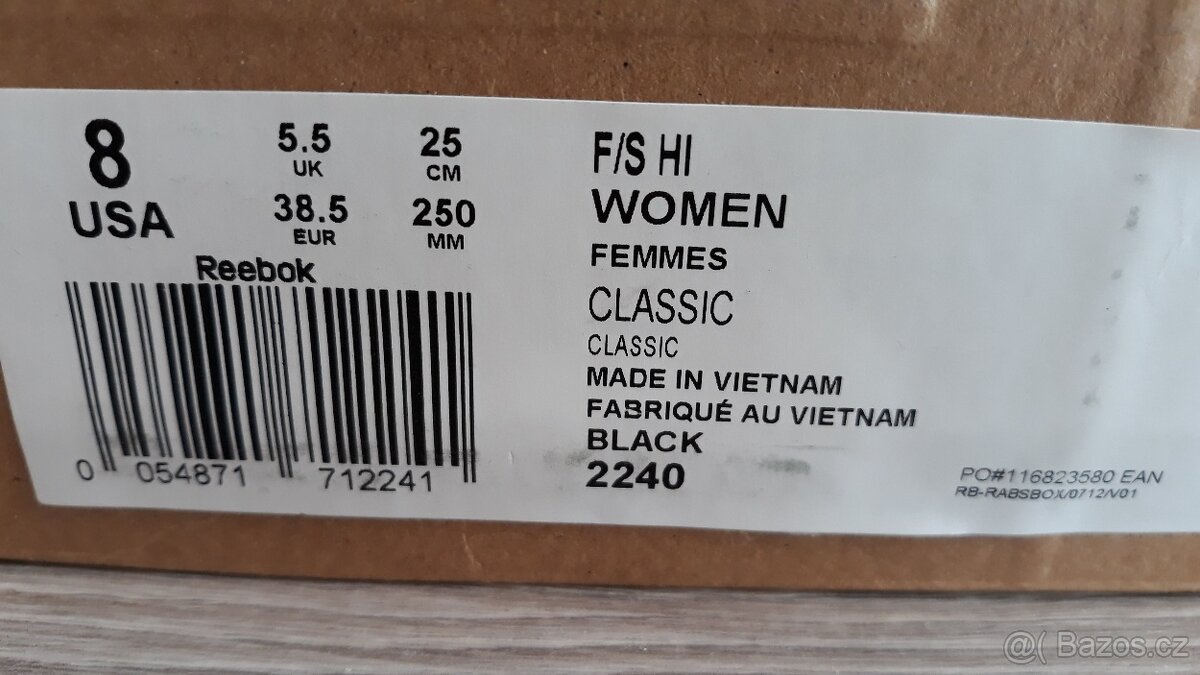 8
USA
5.5
UK
38.5
EUR
25
CM
250
MM
Reebok
0 054871 712241
F/S HI
WOMEN
FEMMES
CLASSIC
CLASSIC
MADE IN VIETNAM
FABRIQUÉ AU VIETNAM
BLACK
2240
PO#116823580 EAN
RB-RABSBOX/0712/V01
@( Bazos.cz